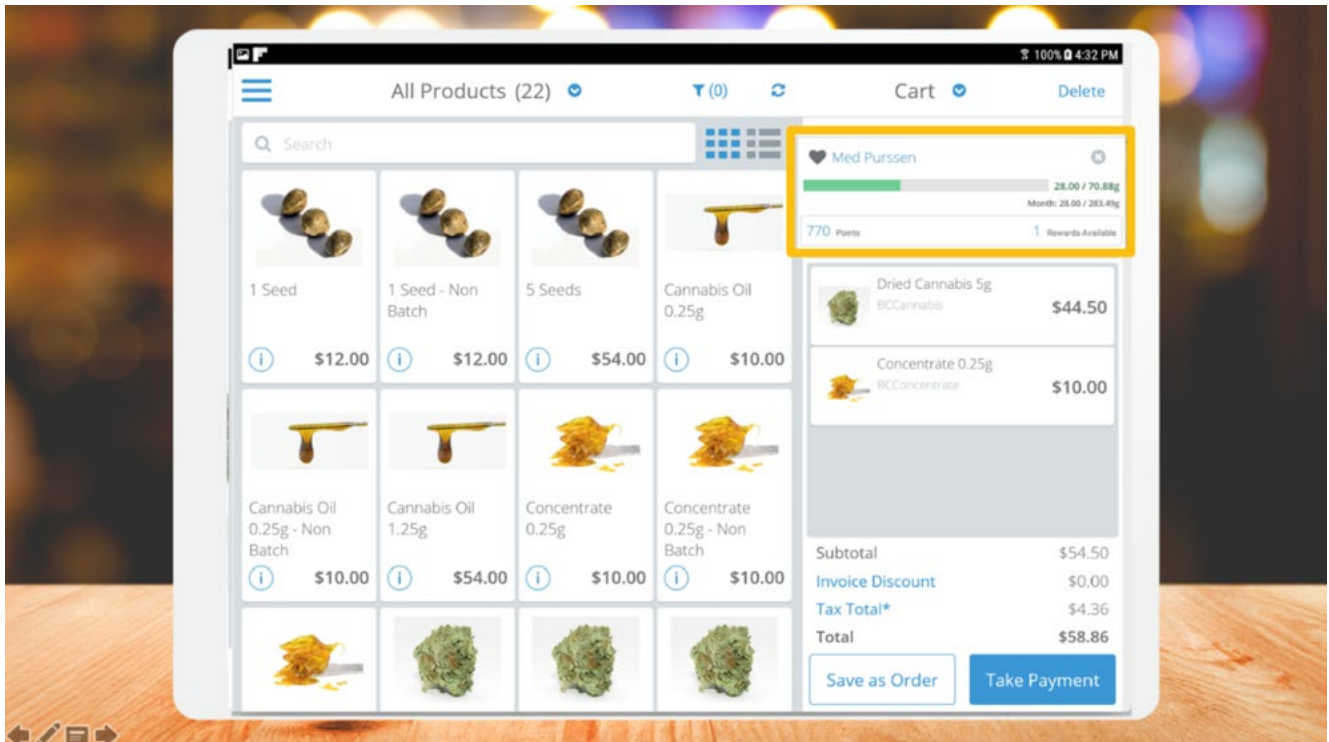 100% 4:32 PM
All Products (22)
(0)
Cart
Delete
Search
Med Purssen
28.00 / 70.88g
Month: 28.00 / 283.49g
770 Points
1 Rewards Available
1 Seed
$12.00
1 Seed - Non
Batch
$12.00
5 Seeds
$54.00
Cannabis Oil
0.25g
$10.00
Cannabis Oil
0.25g - Non
Batch
$10.00
Cannabis Oil
1.25g
$54.00
Concentrate
0.25g
$10.00
Concentrate
0.25g - Non
Batch
$10.00
Dried Cannabis 5g
BCCannabis
$44.50
Concentrate 0.25g
BCConcentrate
$10.00
Subtotal $54.50
Invoice Discount $0.00
Tax Total* $4.36
Total $58.86
Save as Order
Take Payment